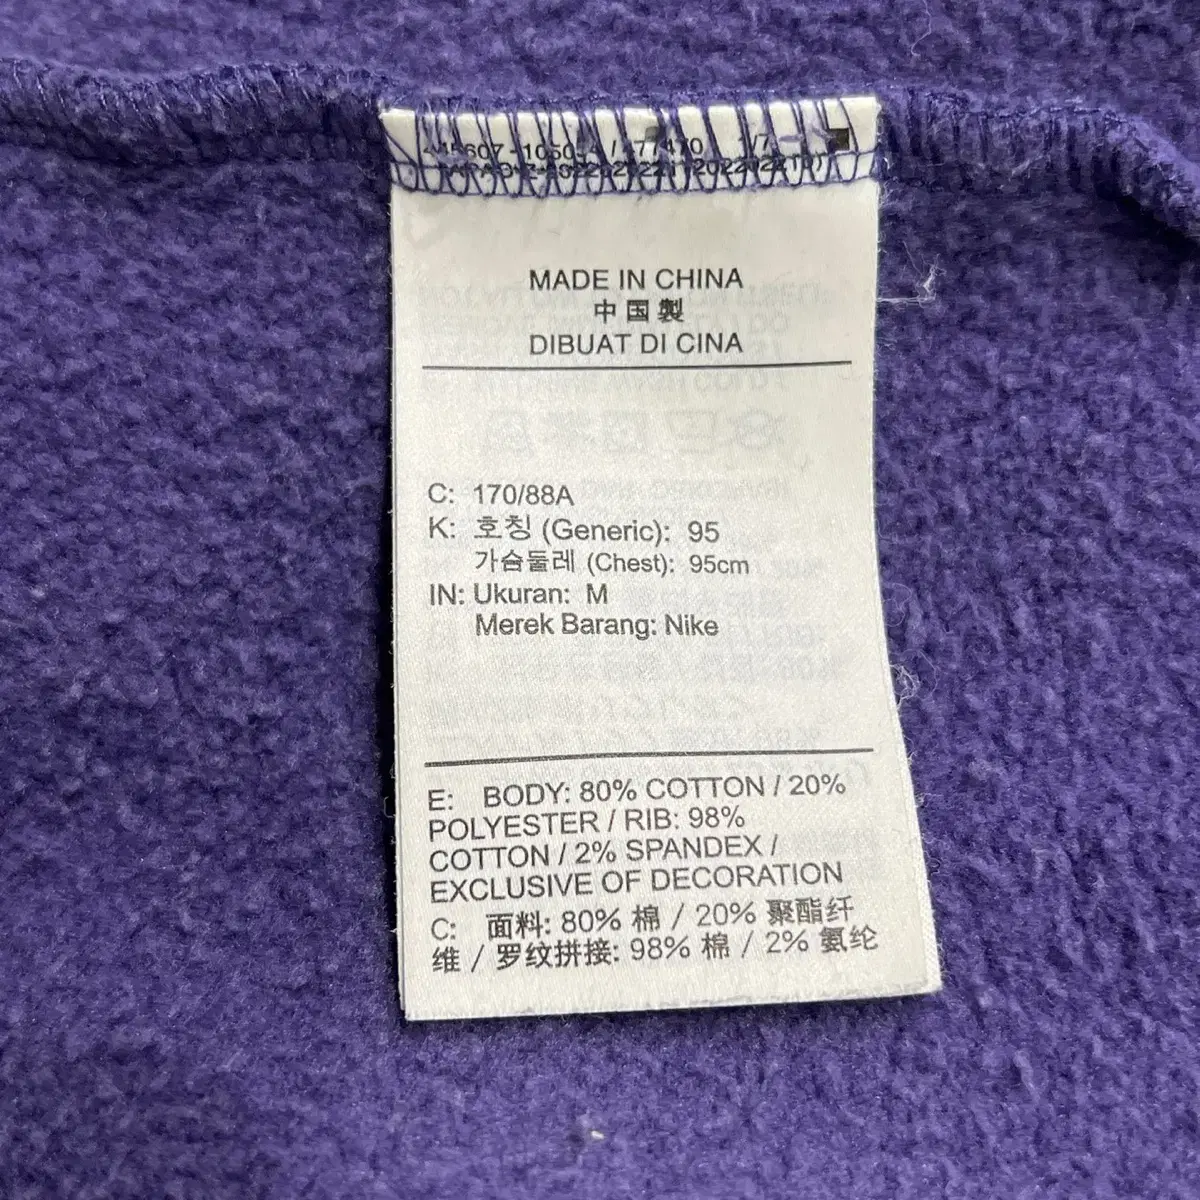 MADE IN CHINA
中国製
DIBUAT DI CINA
C: 170/88A
K: 호칭 (Generic): 95
가슴둘레 (Chest): 95cm
IN: Ukuran: M
Merek Barang: Nike
E: BODY: 80% COTTON / 20%
POLYESTER / RIB: 98%
COTTON / 2% SPANDEX /
EXCLUSIVE OF DECORATION
C: 面料: 80% 棉 / 20% 聚酯纤
维 / 罗纹拼接: 98% 棉 / 2% 氨纶